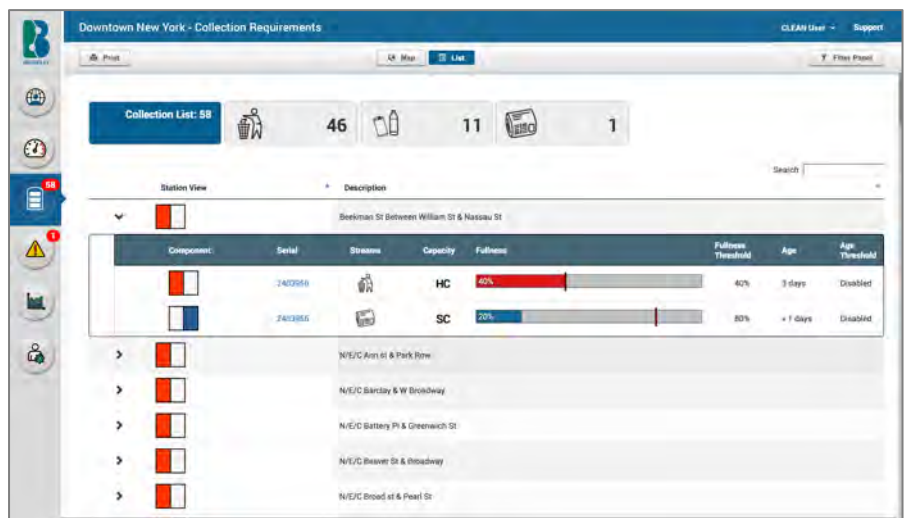 Downtown New York - Collection Requirements
CLEAN User
Support
Print
Map
List
Filter Panel
58
1
Collection List: 58
46
11
1
Search
Station View
Description
Beekman St Between William St & Nassau St
Component
Serial
Streams
Capacity
Fullness
Fullness Threshold
Age
Age Threshold
HC
40%
40%
3 days
Disabled
SC
20%
80%
< 1 days
Disabled
N/E/C Ann st & Park Row
N/E/C Barclay & W Broadway
N/E/C Battery Pl & Greenwich St
N/E/C Beaver St & Broadway
N/E/C Broad st & Pearl St